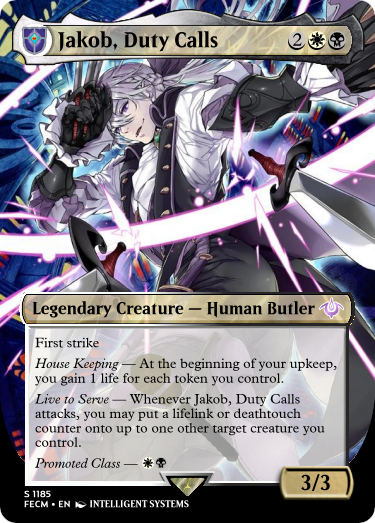 Jakob, Duty Calls 2
Legendary Creature — Human Butler
First strike
House Keeping — At the beginning of your upkeep,
you gain 1 life for each token you control.
Live to Serve — Whenever Jakob, Duty Calls
attacks, you may put a lifelink or deathtouch
counter onto up to one other target creature you
control.
Promoted Class —
3/3
S 1185
FECM • EN INTELLIGENT SYSTEMS